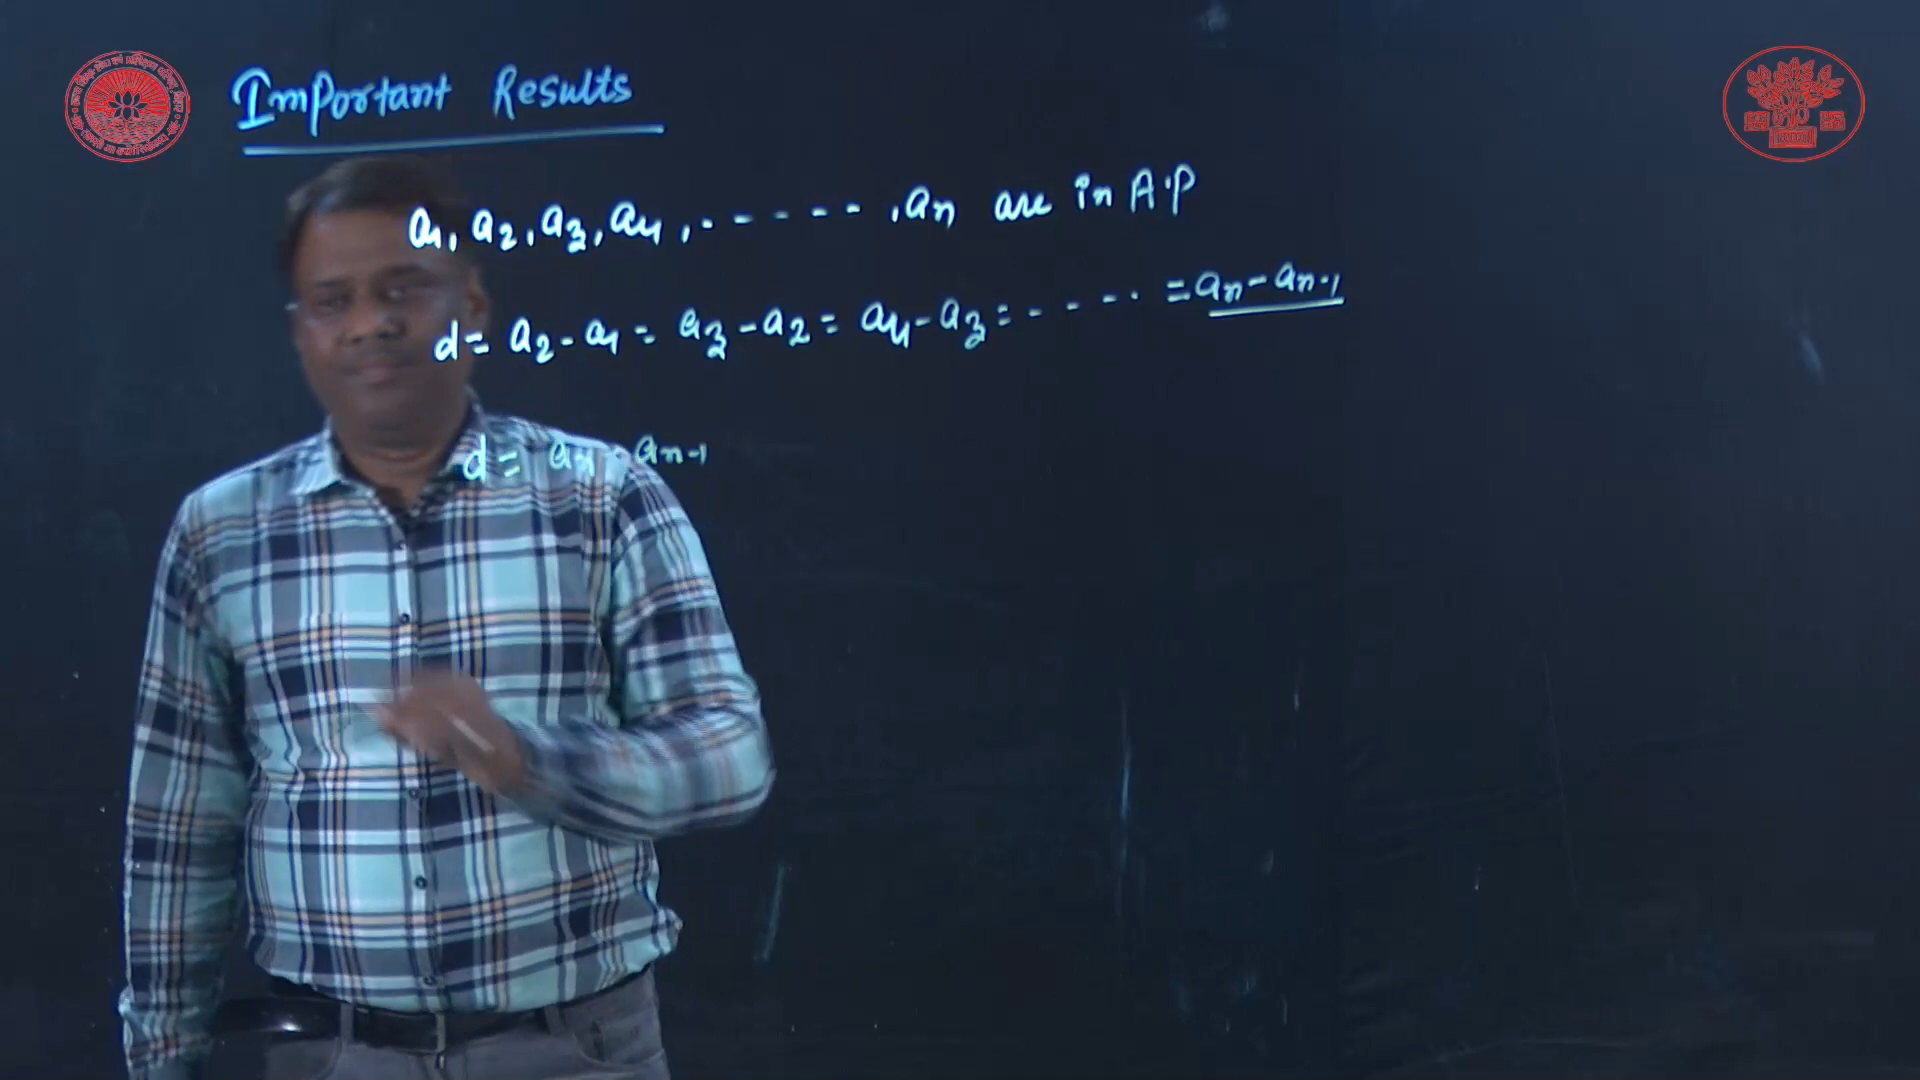 Important Results
a1, a2, a3, a4, . - - - - - , an are in A.P
d = a2 - a1 = a3 - a2 = a4 - a3 = - - - - . = an - an-1
d = an - an-1